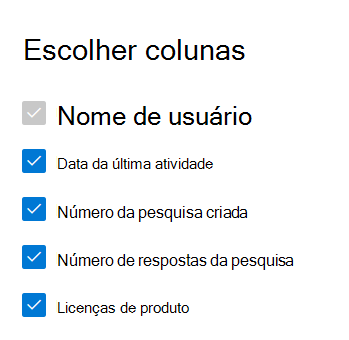 Escolher colunas
Nome de usuário
Data da última atividade
Número da pesquisa criada
Número de respostas da pesquisa
Licenças de produto